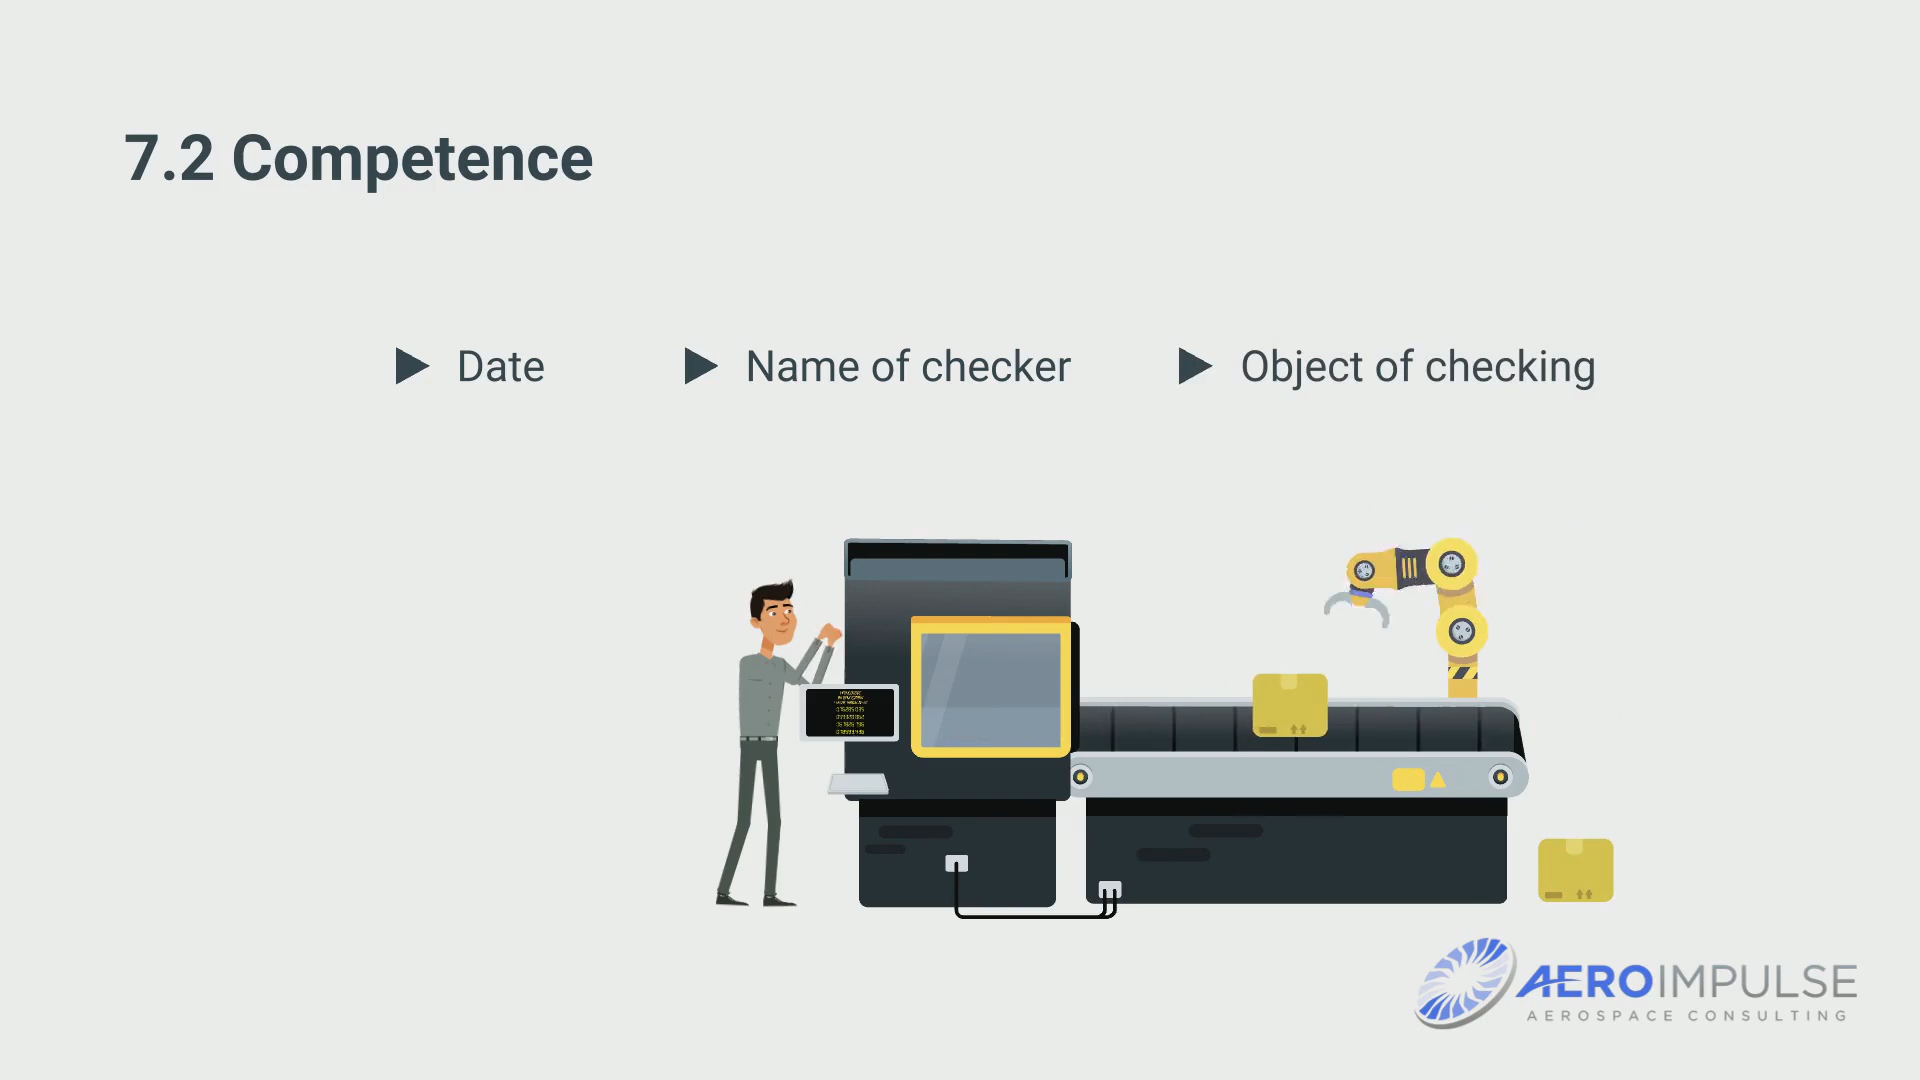 7.2 Competence
Date
Name of checker
Object of checking
AEROIMPULSE
AEROSPACE CONSULTING